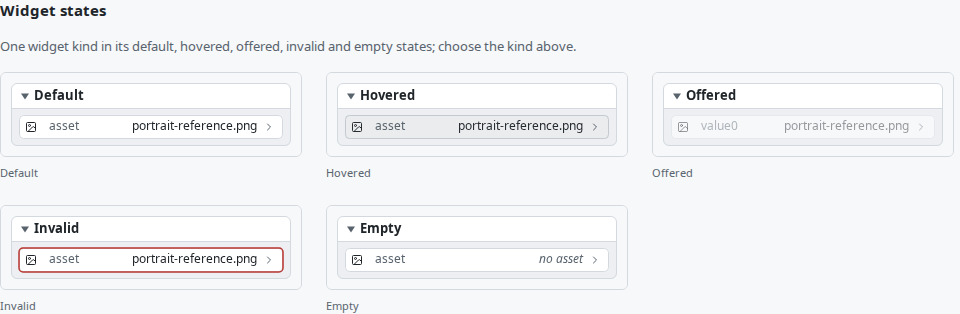 Widget states
One widget kind in its default, hovered, offered, invalid and empty states; choose the kind above.
Default
asset portrait-reference.png
Default
Hovered
asset portrait-reference.png
Hovered
Offered
value0 portrait-reference.png
Offered
Invalid
asset portrait-reference.png
Invalid
Empty
asset no asset
Empty